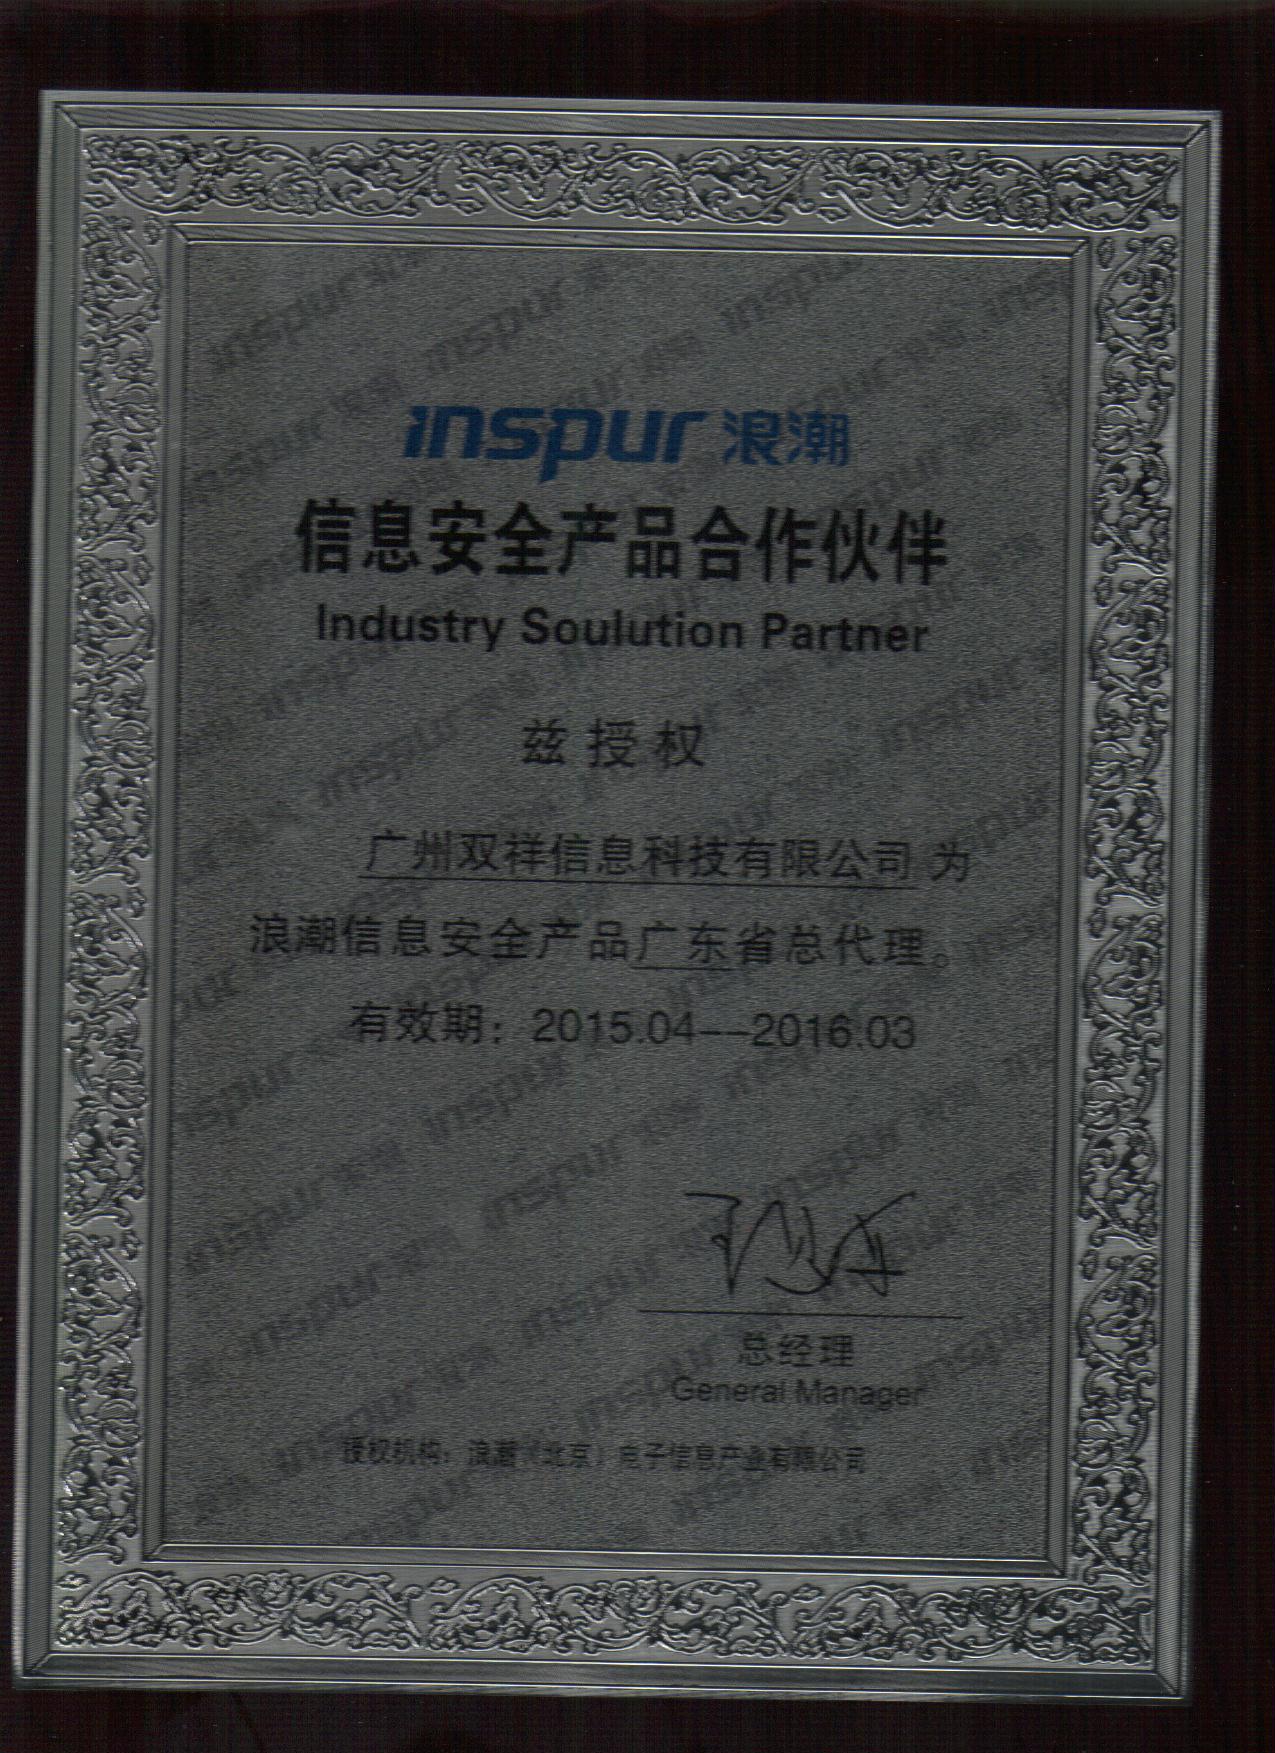 inspur 浪潮
信息安全产品合作伙伴
Industry Soulution Partner
兹授权
广州双祥信息科技有限公司 为
浪潮信息安全产品广东省总代理。
有效期：2015.04—2016.03
总经理
General Manager
授权机构：浪潮（北京）电子信息产业有限公司